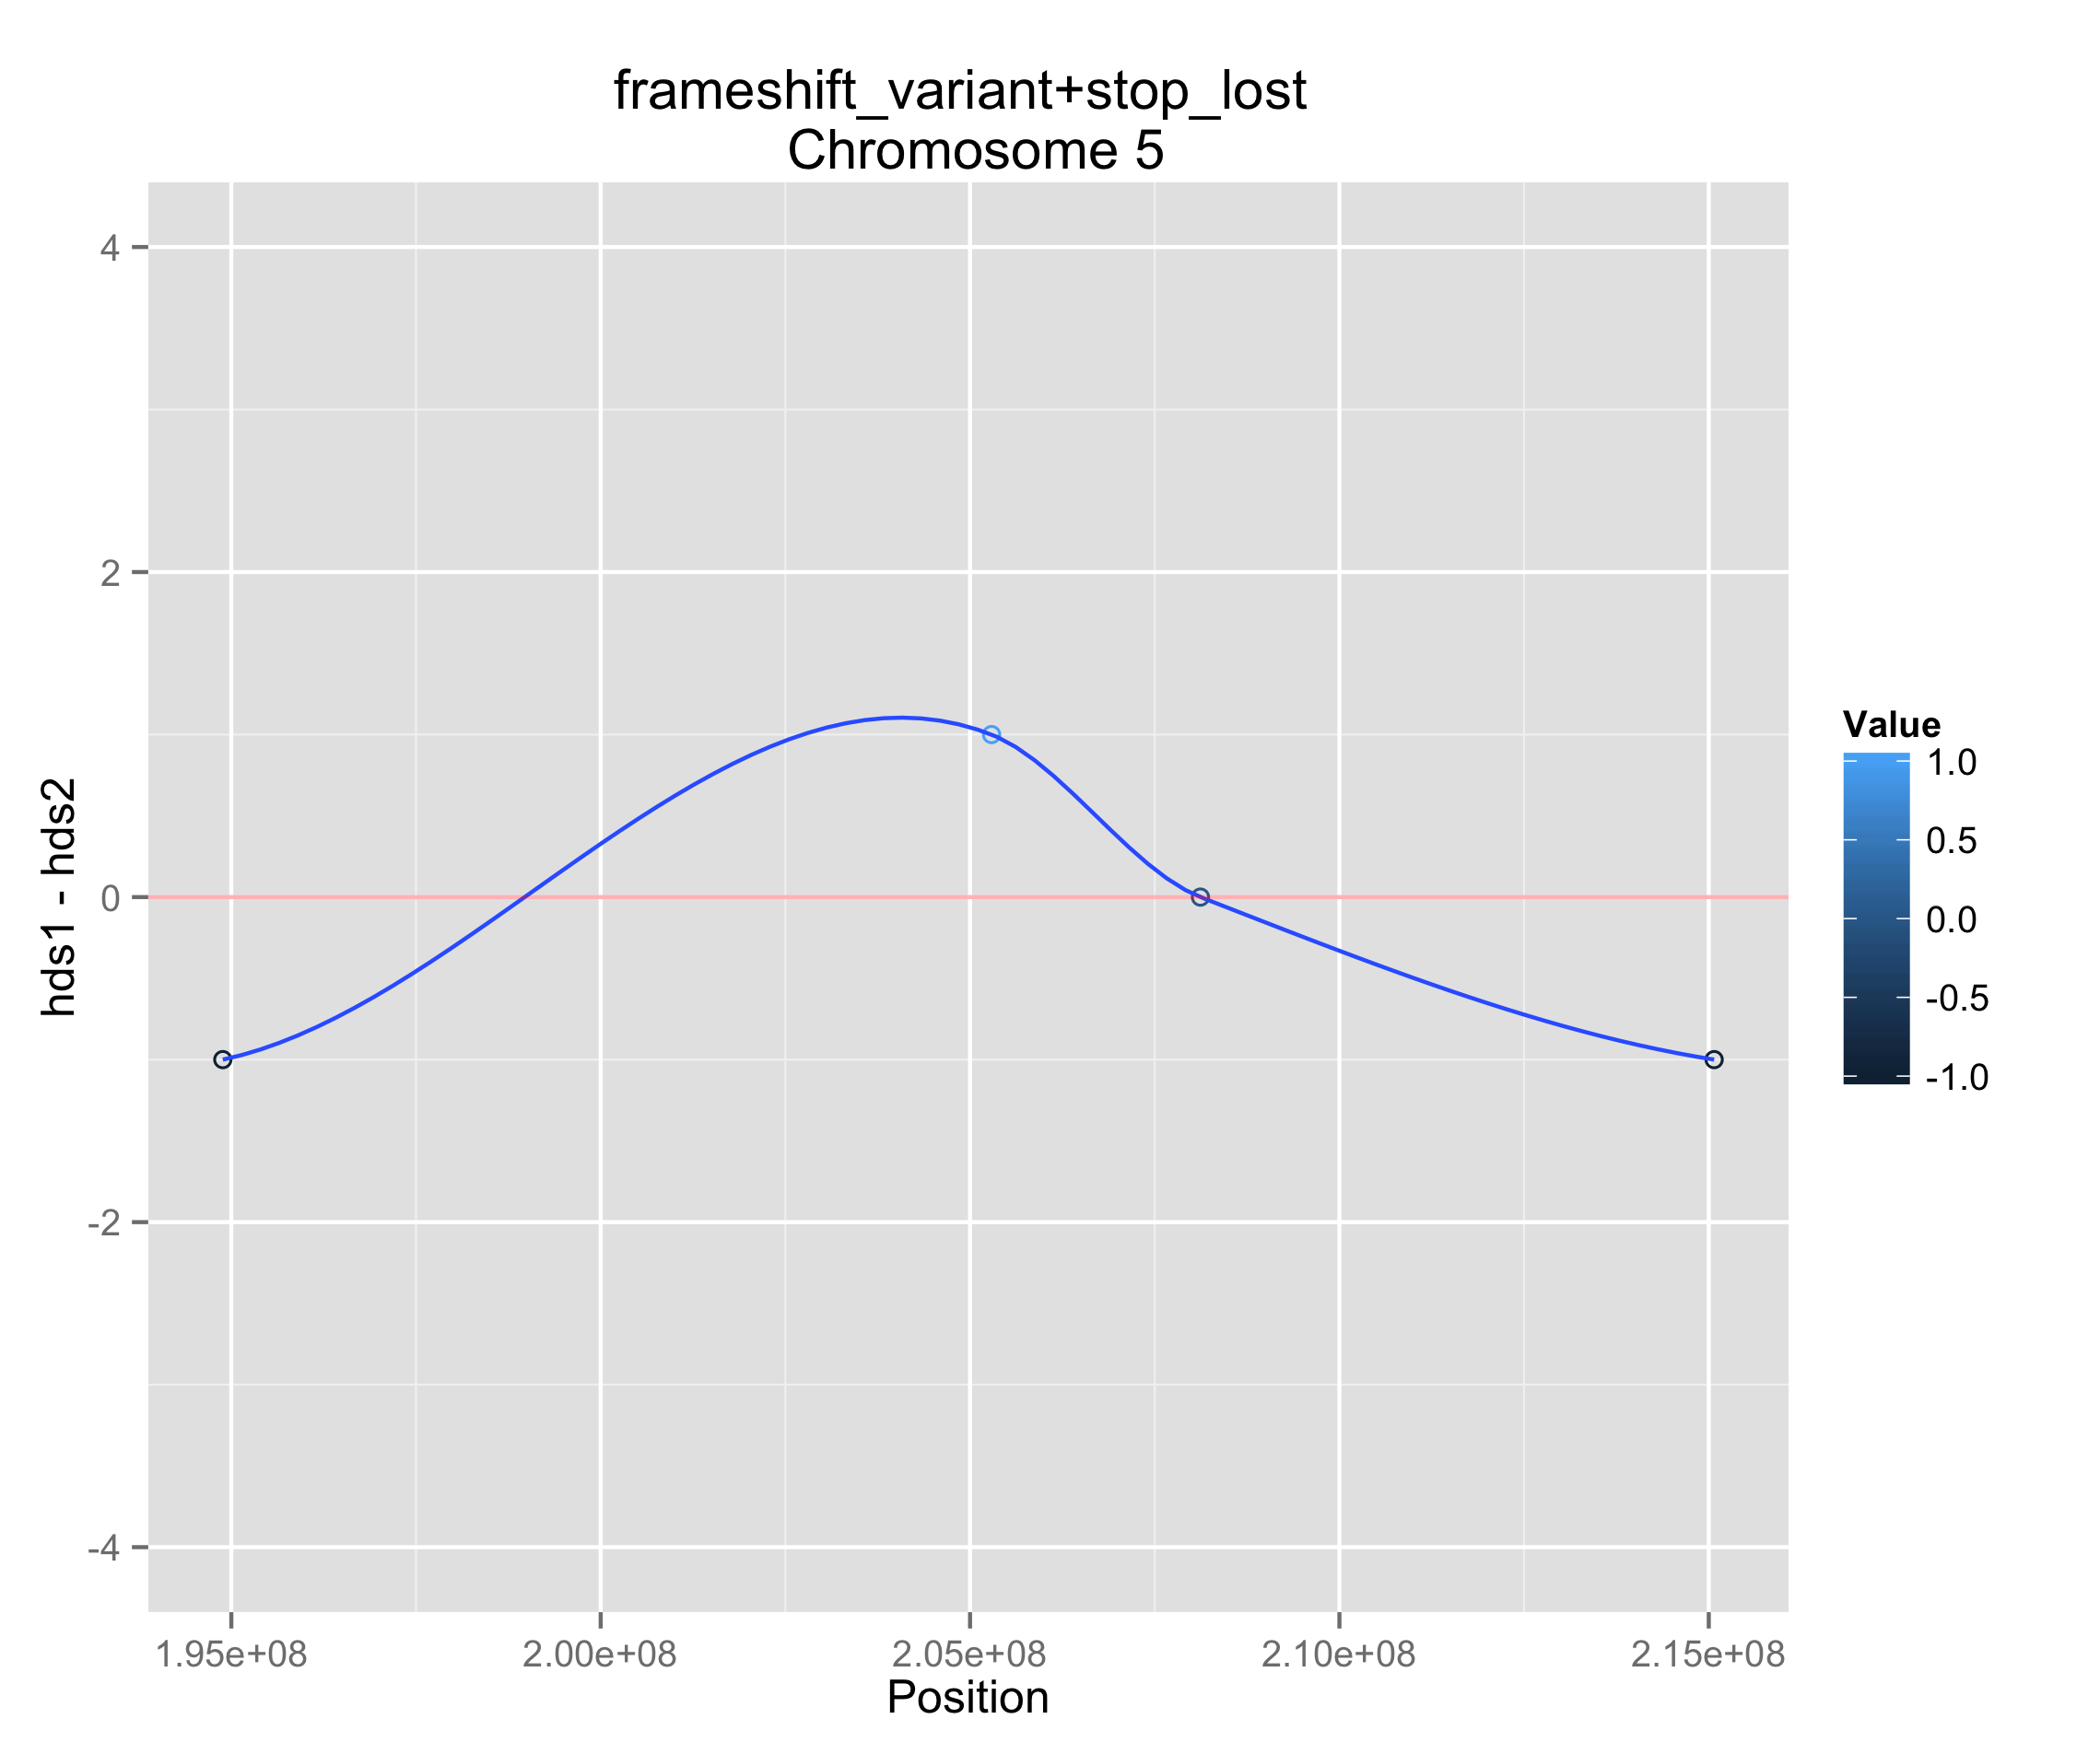 frameshift_variant+stop_lost
Chromosome 5
4
2
0
-2
-4
hds1 - hds2
1.95e+08
2.00e+08
2.05e+08
2.10e+08
2.15e+08
Position
Value
1.0
0.5
0.0
-0.5
-1.0